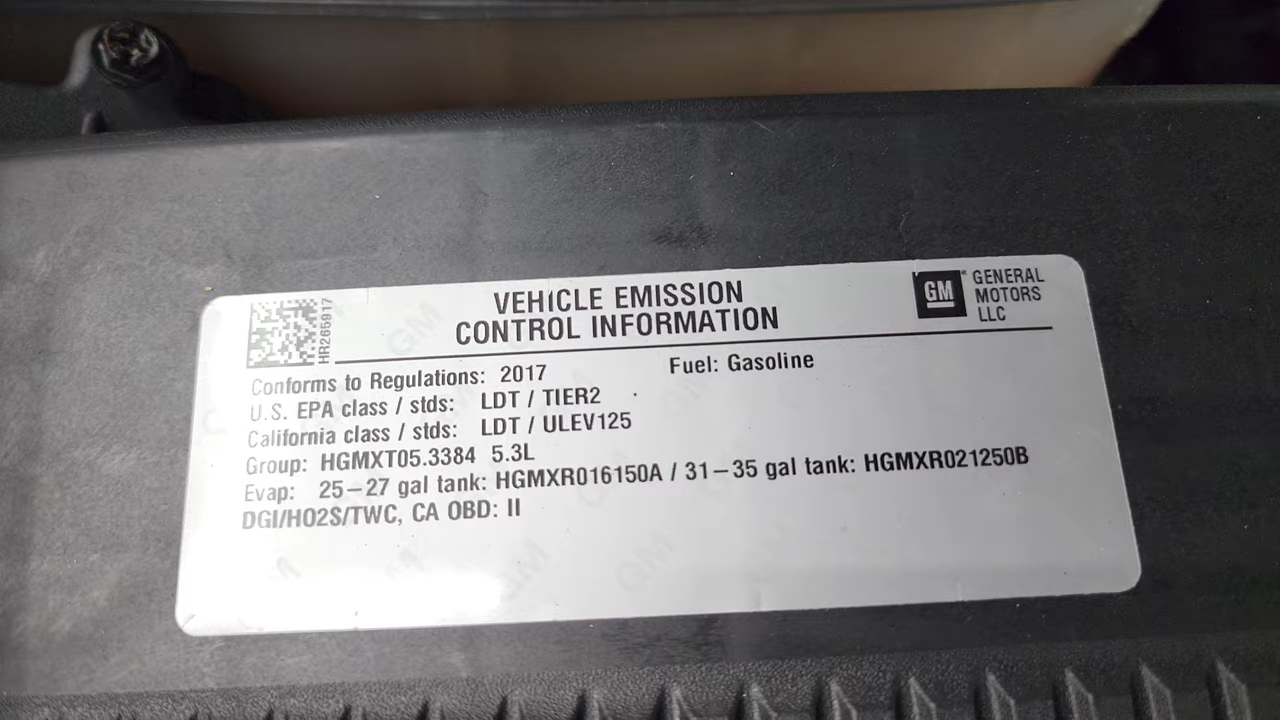 VEHICLE EMISSION
CONTROL INFORMATION
GM
GENERAL
MOTORS
LLC
HR265917
Conforms to Regulations: 2017
Fuel: Gasoline
U.S. EPA class / stds: LDT / TIER2
California class / stds: LDT / ULEV125
Group: HGMXT05.3384 5.3L
Evap: 25–27 gal tank: HGMXR016150A / 31–35 gal tank: HGMXR021250B
DGI/HO2S/TWC, CA OBD: II